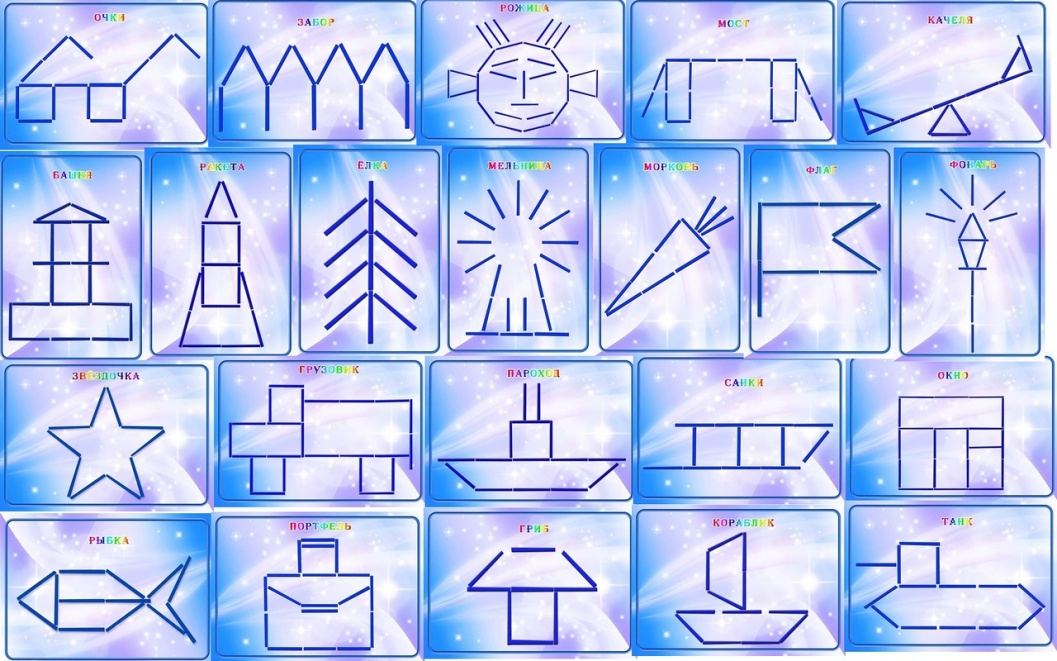 ОЧКИ
ЗАБОР
РОЖИЦА
МОСТ
КАЧЕЛЯ
БАШНЯ
РАКЕТА
ЁЛКА
МЕЛЬНИЦА
МОРКОВЬ
ФЛАГ
ФОНАРЬ
ЗВЁЗДОЧКА
ГРУЗОВИК
ПАРОХОД
САНКИ
ОКНО
РЫБКА
ПОРТФЕЛЬ
ГРИБ
КОРАБЛИК
ТАНК